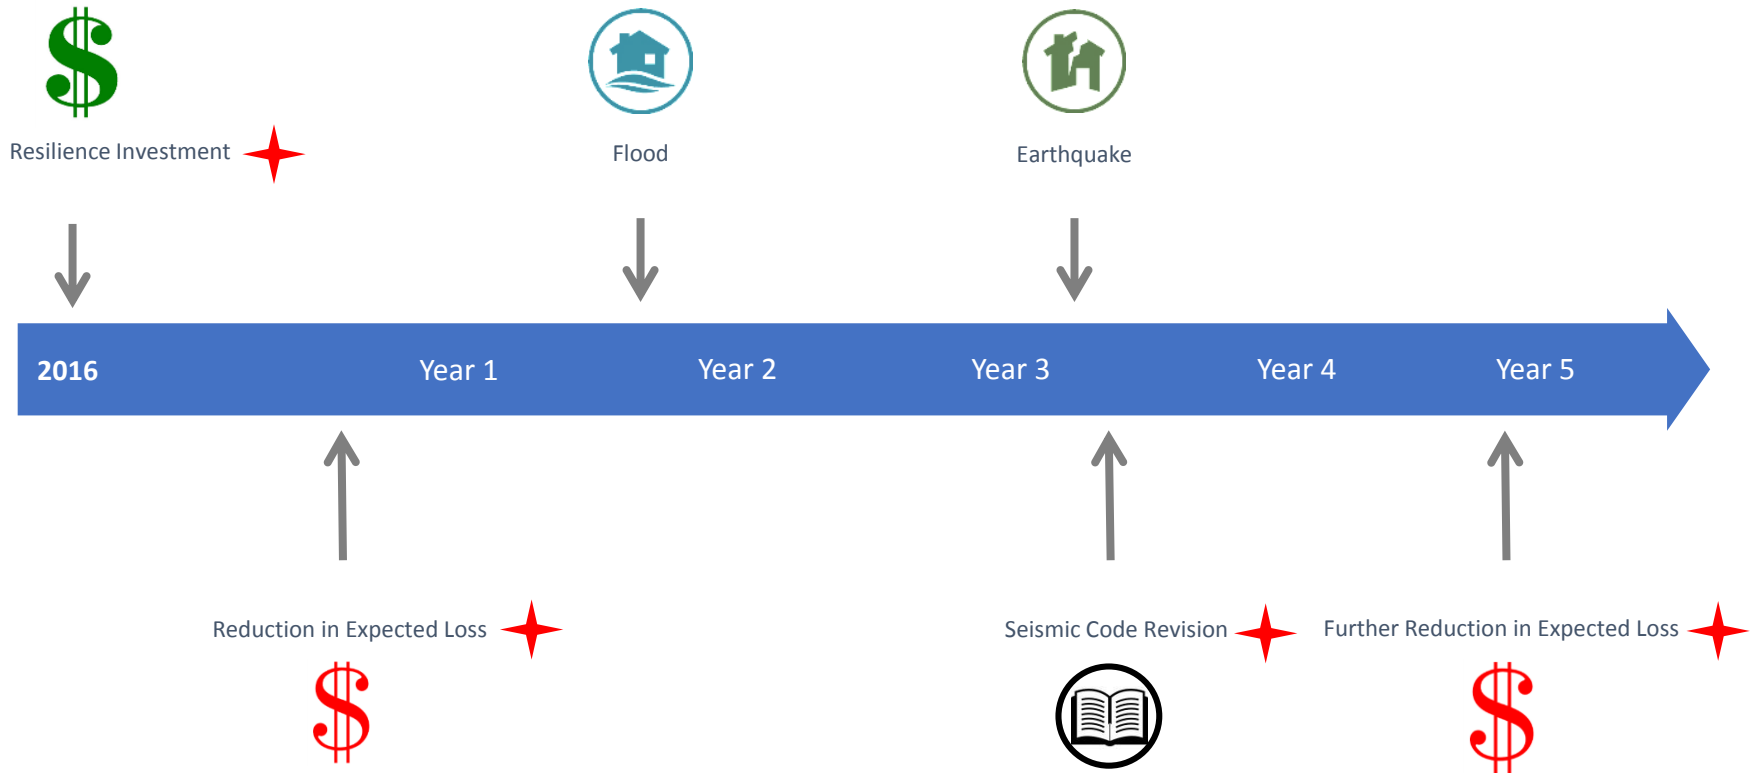 Resilience Investment
Flood
Earthquake
2016
Year 1
Year 2
Year 3
Year 4
Year 5
Reduction in Expected Loss
Seismic Code Revision
Further Reduction in Expected Loss